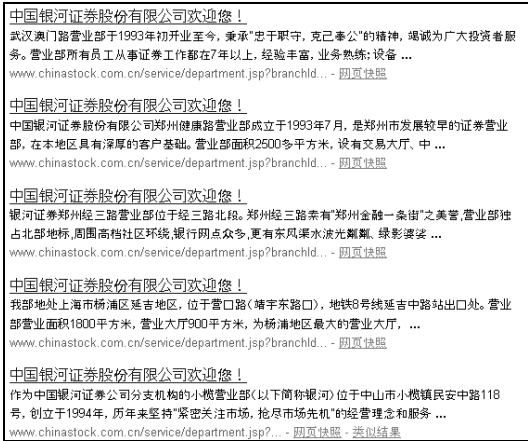 中国银河证券股份有限公司欢迎您！
武汉澳门路营业部于1993年初开业至今，秉承"忠于职守，克己奉公"的精神，竭诚为广大投资者服
务。营业部所有员工从事证券工作都在7年以上，经验丰富，业务熟练；设备 ...
www.chinastock.com.cn/service/department.jsp?branchId... - 网页快照
中国银河证券股份有限公司欢迎您！
中国银河证券股份有限公司郑州健康路营业部成立于1993年7月，是郑州市发展较早的证券营业
部，在本地区具有深厚的客户基础。营业部面积2500多平方米，设有交易大厅、中 ...
www.chinastock.com.cn/service/department.jsp?branchId... - 网页快照
中国银河证券股份有限公司欢迎您！
银河证券郑州经三路营业部位于经三路北段。郑州经三路素有"郑州金融一条街"之美誉,营业部独
占北部地标,周围高档社区环绕,银行网点众多,更有东风渠水波光粼粼、绿影婆娑 ...
www.chinastock.com.cn/service/department.jsp?branchId... - 网页快照
中国银河证券股份有限公司欢迎您！
我部地处上海市杨浦区延吉地区，位于营口路（靖宇东路口），地铁8号线延吉中路站出口处。营业
部营业面积1800平方米，营业大厅900平方米，为杨浦地区最大的营业大厅， ...
www.chinastock.com.cn/service/department.jsp?branchId... - 网页快照
中国银河证券股份有限公司欢迎您！
作为中国银河证券公司分支机构的小榄营业部（以下简称银河）位于中山市小榄镇民安中路118
号，创立于1994年，历年来坚持"紧密关注市场，抢尽市场先机"的经营理念和服务 ...
www.chinastock.com.cn/service/department.jsp?... - 网页快照 - 类似结果